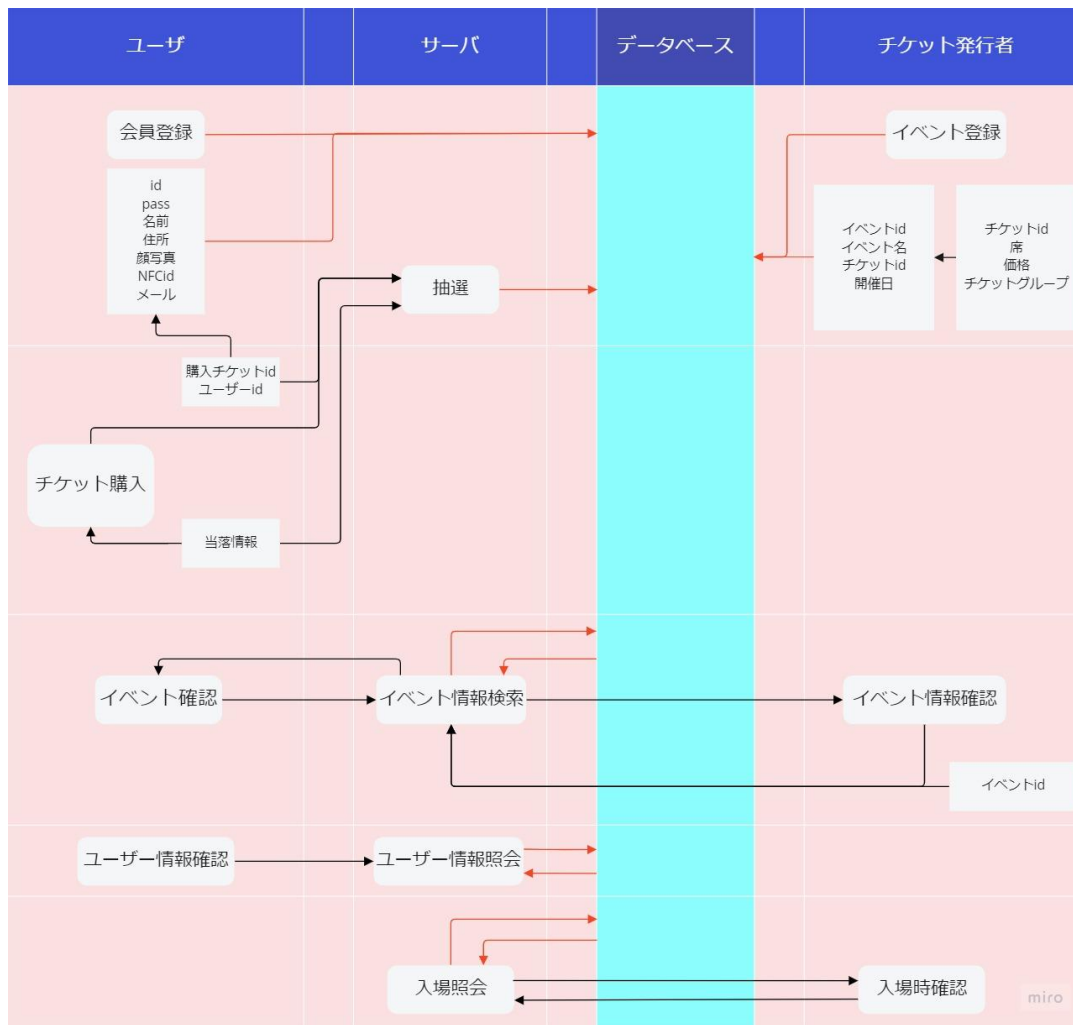 ユーザ
サーバ
データベース
チケット発行者
会員登録
イベント登録
id
pass
名前
住所
顔写真
NFCid
メール
イベントid
イベント名
チケットid
開催日
チケットid
席
価格
チケットグループ
抽選
購入チケットid
ユーザーid
チケット購入
当落情報
イベント確認
イベント情報検索
イベント情報確認
イベントid
ユーザー情報確認
ユーザー情報照会
入場照会
入場時確認
miro